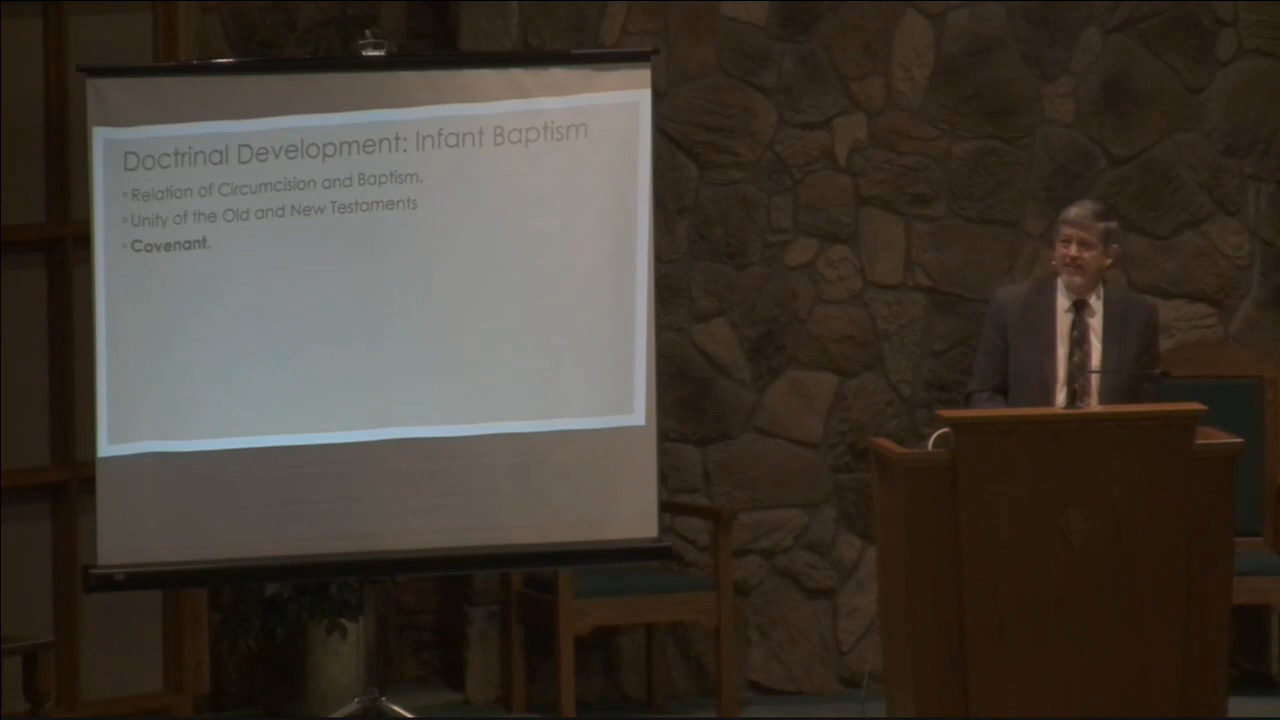 Doctrinal Development: Infant Baptism
▫Relation of Circumcision and Baptism.
▫Unity of the Old and New Testaments
▫Covenant.